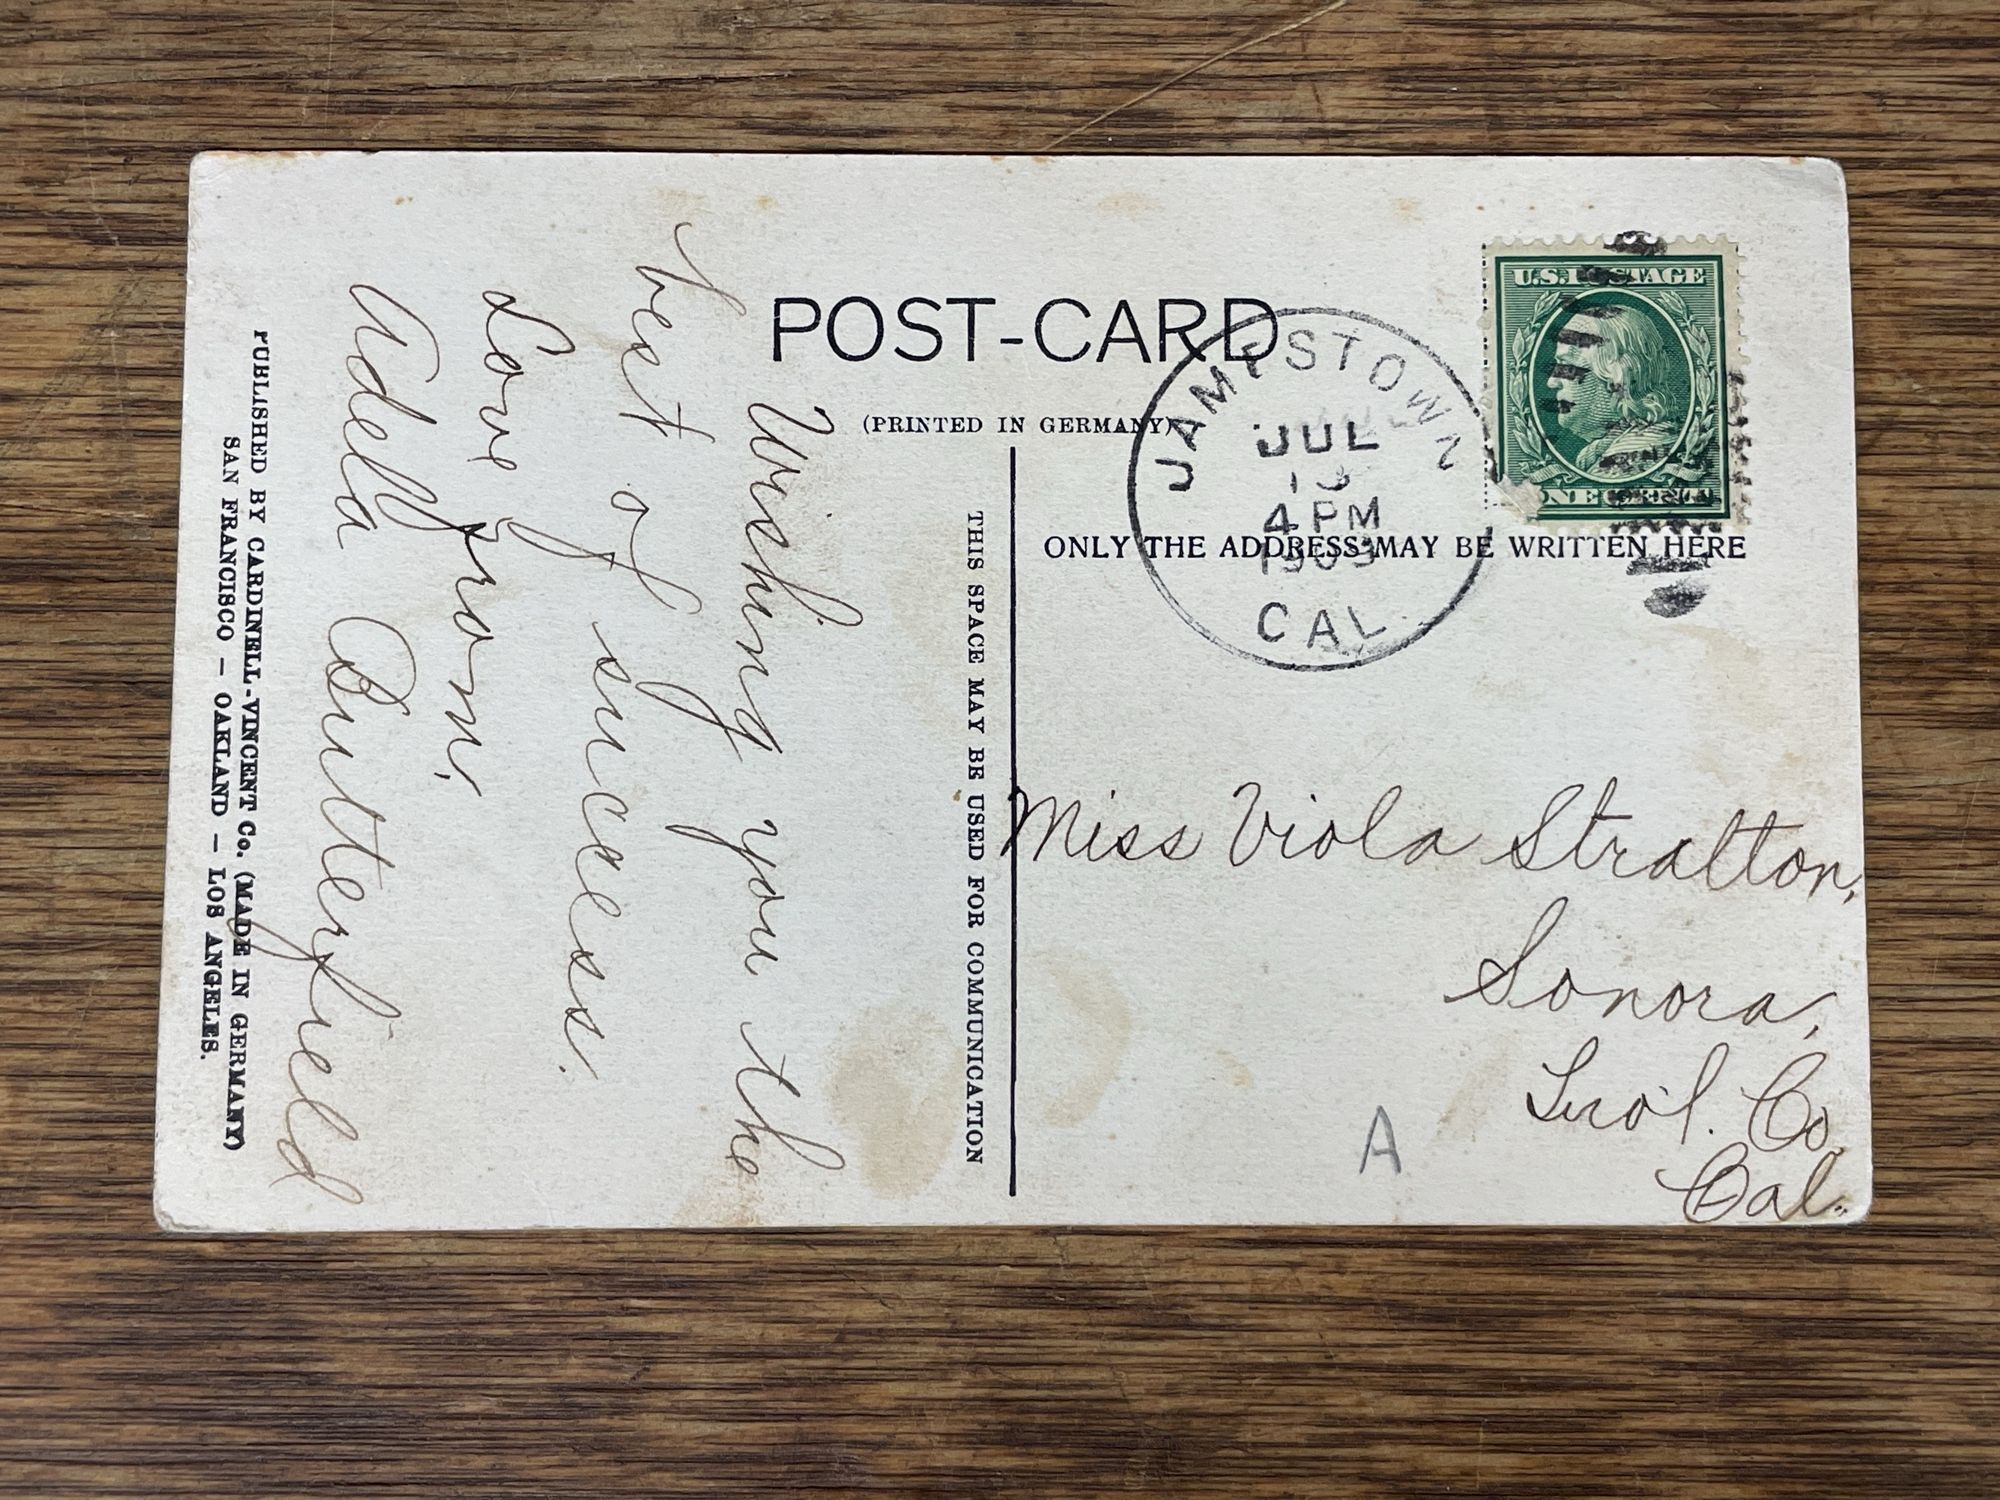 POST-CARD
(PRINTED IN GERMANY)
Wishing you the
best of success.
Love from,
Adella Butterfield
PUBLISHED BY CARDINELL-VINCENT Co. (MADE IN GERMANY)
SAN FRANCISCO — OAKLAND — LOS ANGELES.
THIS SPACE MAY BE USED FOR COMMUNICATION
JAMESTOWN
JUL
4 PM
1909
CAL.
U.S. POSTAGE
ONE CENT
ONLY THE ADDRESS MAY BE WRITTEN HERE
Miss Viola Stratton,
Sonora,
Co.
Cal.
A